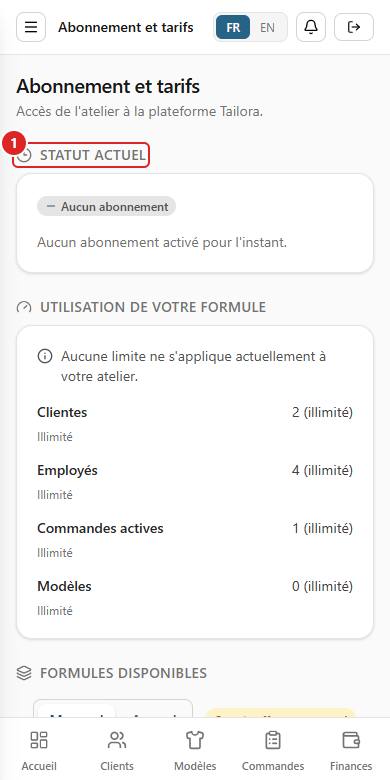 Abonnement et tarifs
FR
EN
Abonnement et tarifs
Accès de l'atelier à la plateforme Tailora.
1
STATUT ACTUEL
Aucun abonnement
Aucun abonnement activé pour l'instant.
UTILISATION DE VOTRE FORMULE
Aucune limite ne s'applique actuellement à
votre atelier.
Clientes 2 (illimité)
Illimité
Employés 4 (illimité)
Illimité
Commandes actives 1 (illimité)
Illimité
Modèles 0 (illimité)
Illimité
FORMULES DISPONIBLES
Accueil
Clients
Modèles
Commandes
Finances